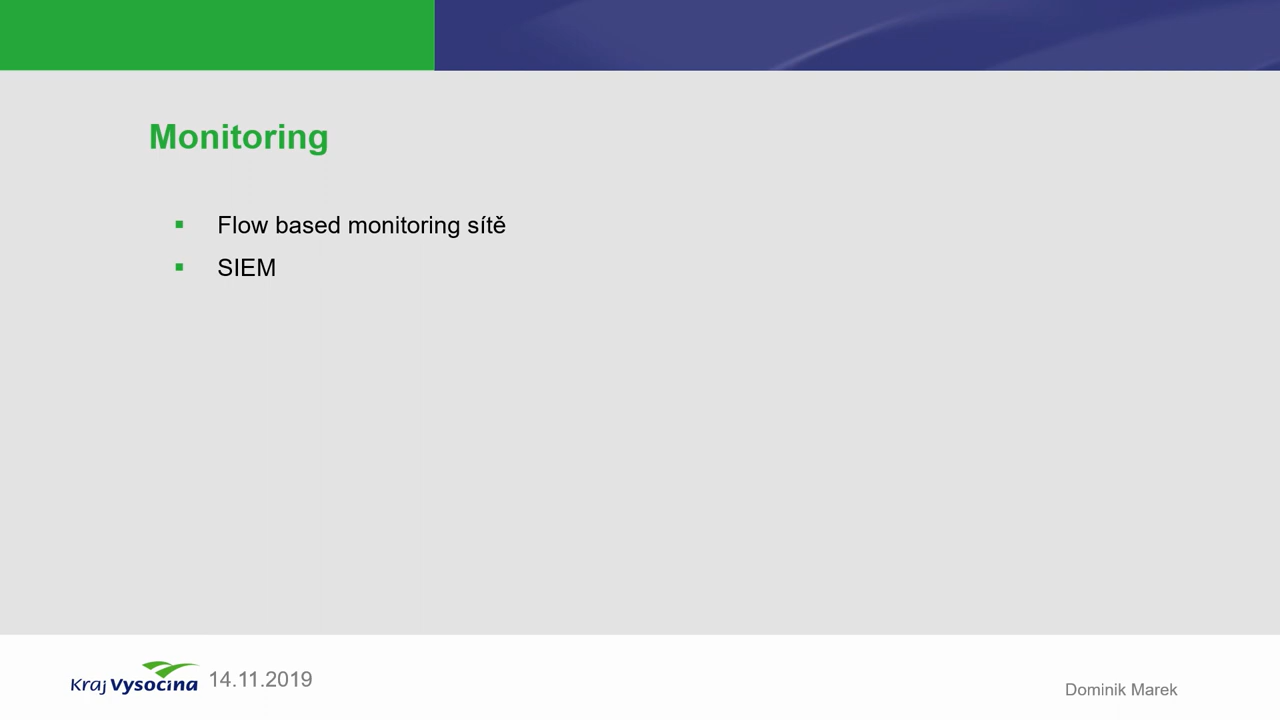 Monitoring
Flow based monitoring sítě
SIEM
Kraj Vysočina
14.11.2019
Dominik Marek